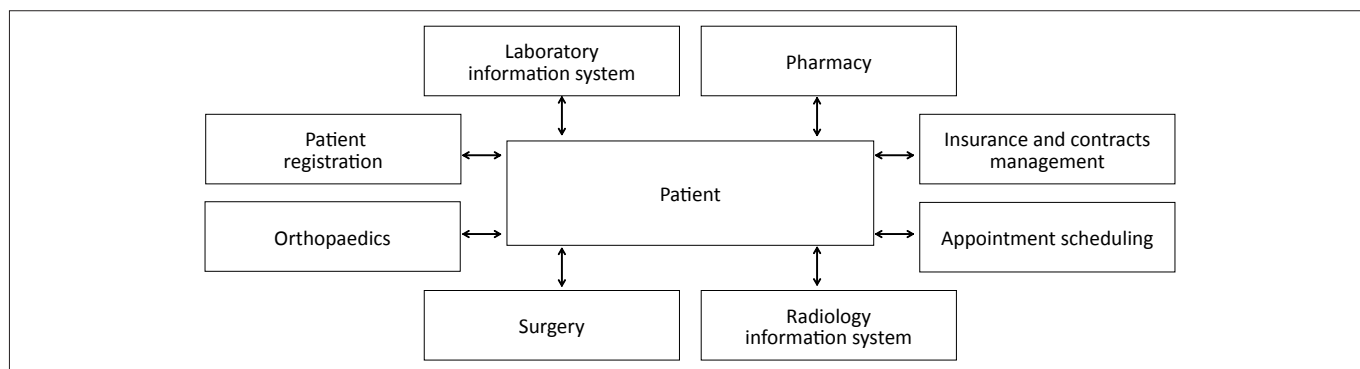 Laboratory
information system
Pharmacy
Patient
registration
Insurance and contracts
management
Patient
Orthopaedics
Appointment scheduling
Surgery
Radiology
information system